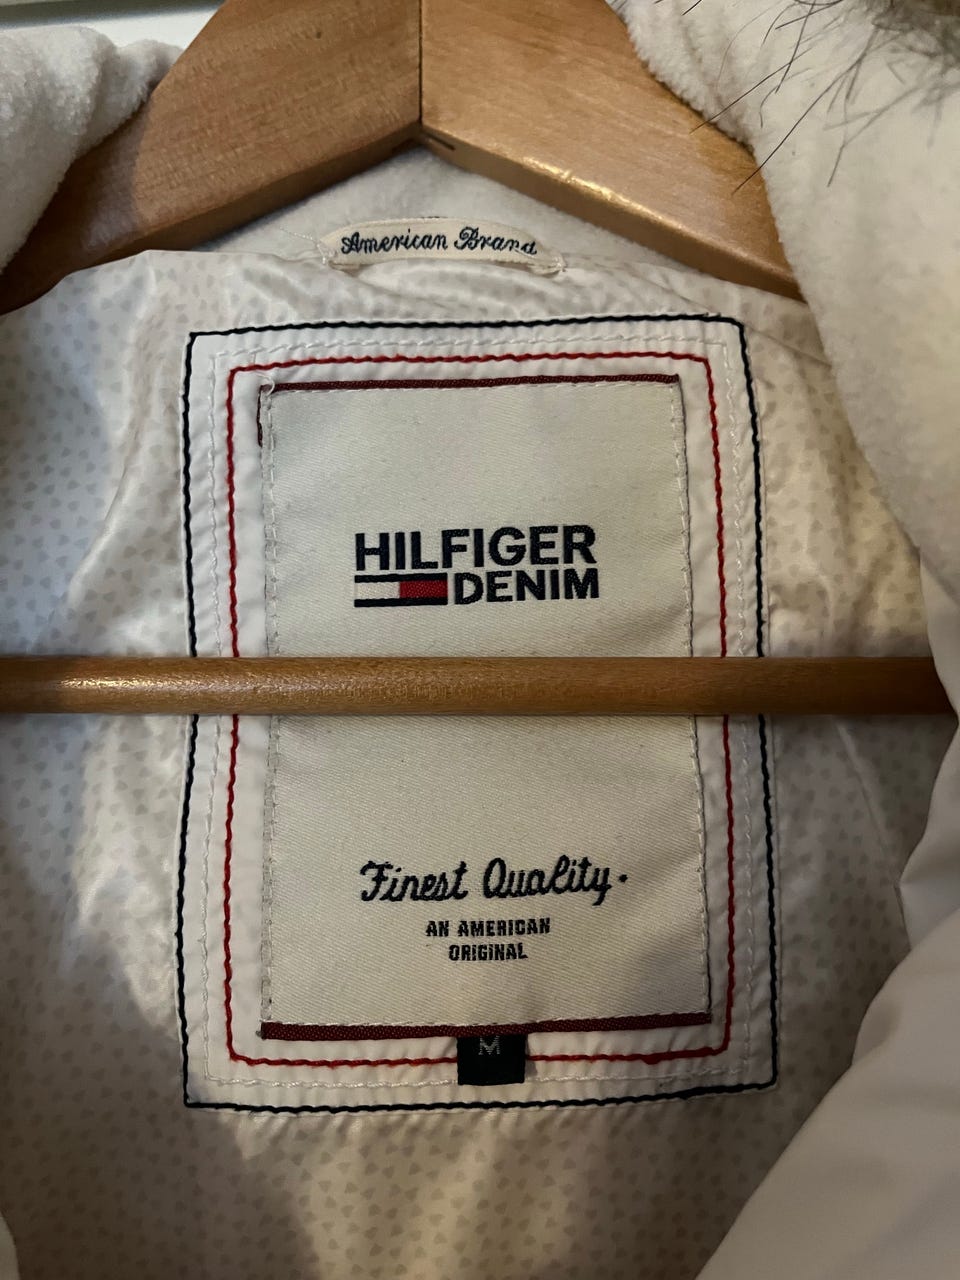 American Brand
HILFIGER
DENIM
Finest Quality.
AN AMERICAN
ORIGINAL
M